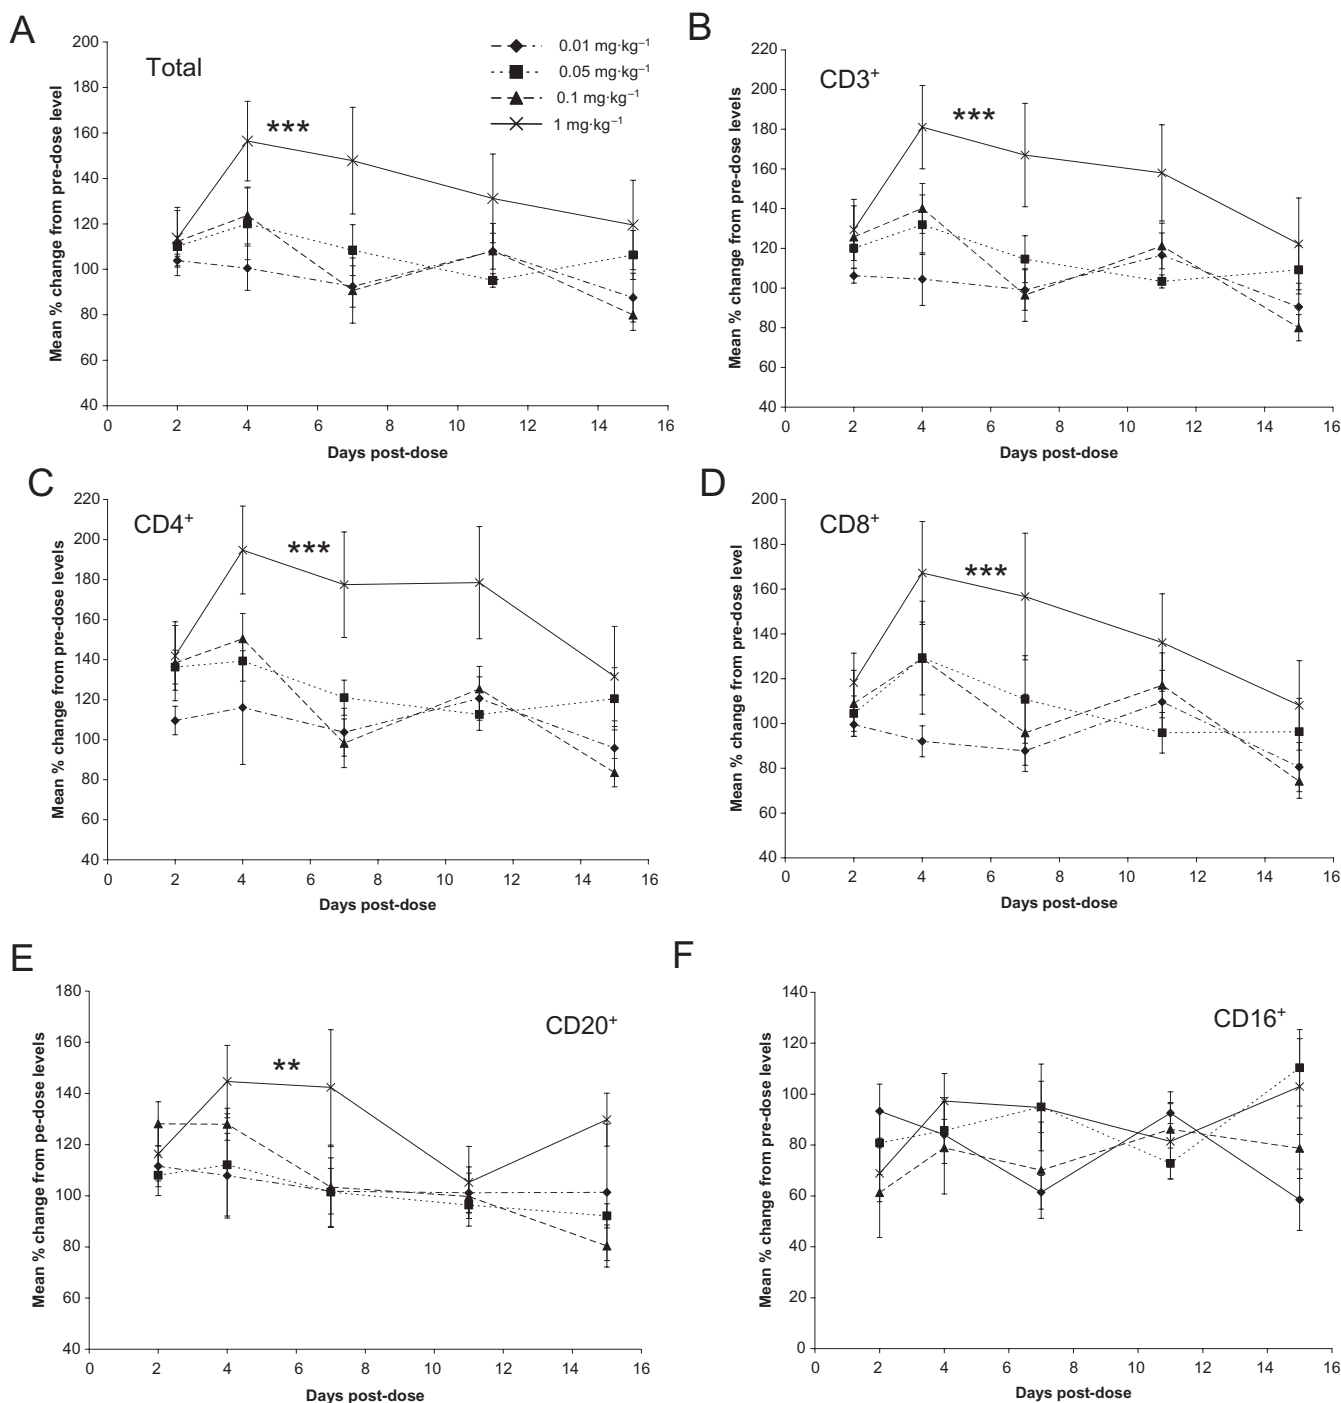 A
Total
Mean % change from pre-dose level
200
180
160
140
120
100
80
60
40
***
0.01 mg·kg⁻¹
0.05 mg·kg⁻¹
0.1 mg·kg⁻¹
1 mg·kg⁻¹
0 2 4 6 8 10 12 14 16
Days post-dose
B
CD3⁺
Mean % change from pre-dose levels
220
200
180
160
140
120
100
80
60
40
***
0 2 4 6 8 10 12 14 16
Days post-dose
C
CD4⁺
Mean % change from pre-dose levels
220
200
180
160
140
120
100
80
60
40
***
0 2 4 6 8 10 12 14 16
Days post-dose
D
CD8⁺
Mean % change from pre-dose level
200
180
160
140
120
100
80
60
40
***
0 2 4 6 8 10 12 14 16
Days post-dose
E
CD20⁺
Mean % change from pe-dose levels
180
160
140
120
100
80
60
40
**
0 2 4 6 8 10 12 14 16
Days post-dose
F
CD16⁺
Mean % change from pre-dose levels
140
120
100
80
60
40
20
0
0 2 4 6 8 10 12 14 16
Days post-dose